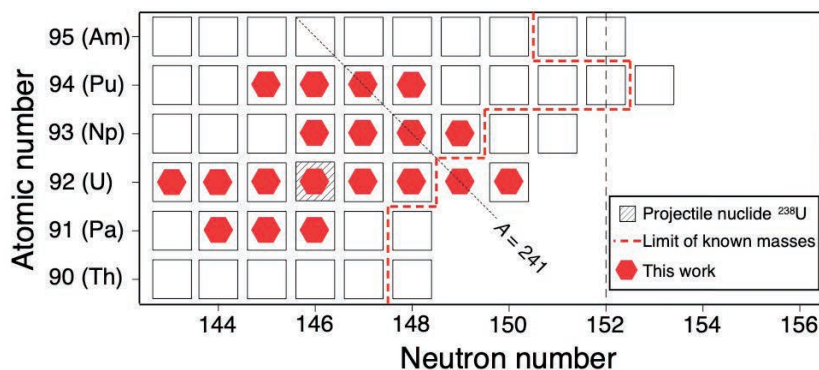 Atomic number
95 (Am)
94 (Pu)
93 (Np)
92 (U)
91 (Pa)
90 (Th)
A = 241
Projectile nuclide ²³⁸U
Limit of known masses
This work
144 146 148 150 152 154 156
Neutron number